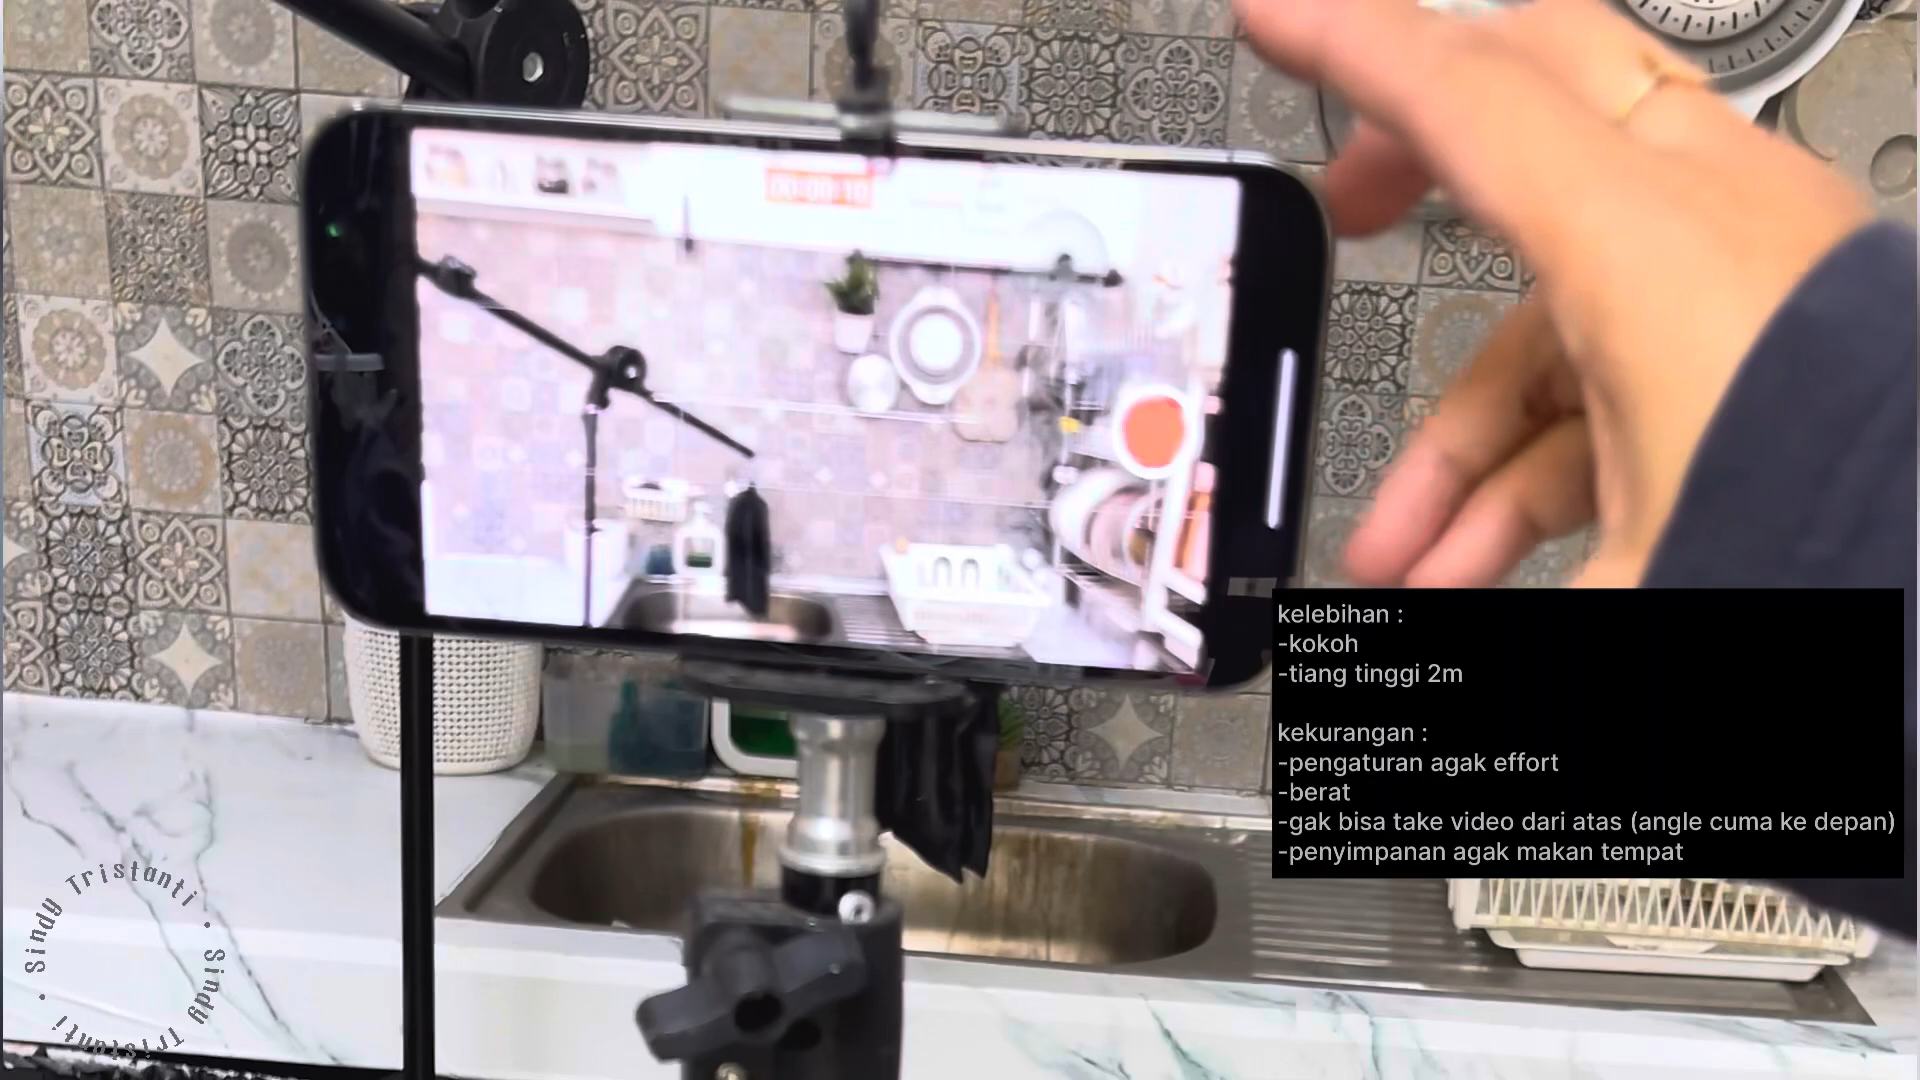 00:00:10
kelebihan :
-kokoh
-tiang tinggi 2m
kekurangan :
-pengaturan agak effort
-berat
-gak bisa take video dari atas (angle cuma ke depan)
-penyimpanan agak makan tempat
Sindy Tristanti • Sindy Tristanti •